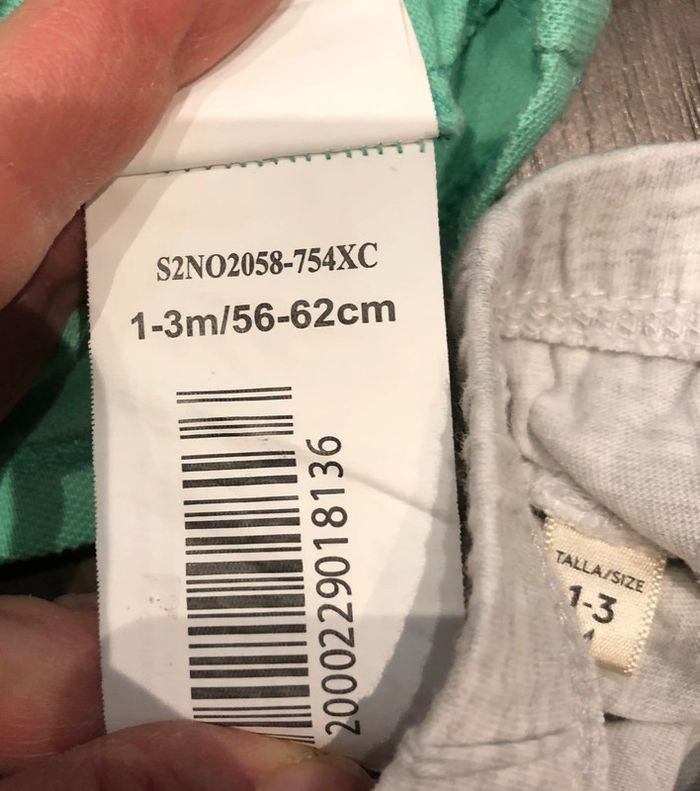 S2NO2058-754XC
1-3m/56-62cm
2000229018136
TALLA/SIZE
1-3